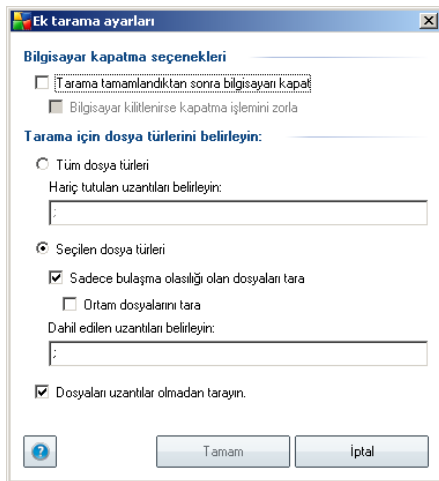 Ek tarama ayarları
Bilgisayar kapatma seçenekleri
Tarama tamamlandıktan sonra bilgisayarı kapat
Bilgisayar kilitlenirse kapatma işlemini zorla
Tarama için dosya türlerini belirleyin:
Tüm dosya türleri
Hariç tutulan uzantıları belirleyin:
;
Seçilen dosya türleri
Sadece bulaşma olasılığı olan dosyaları tara
Ortam dosyalarını tara
Dahil edilen uzantıları belirleyin:
;
Dosyaları uzantılar olmadan tarayın.
?
Tamam
İptal